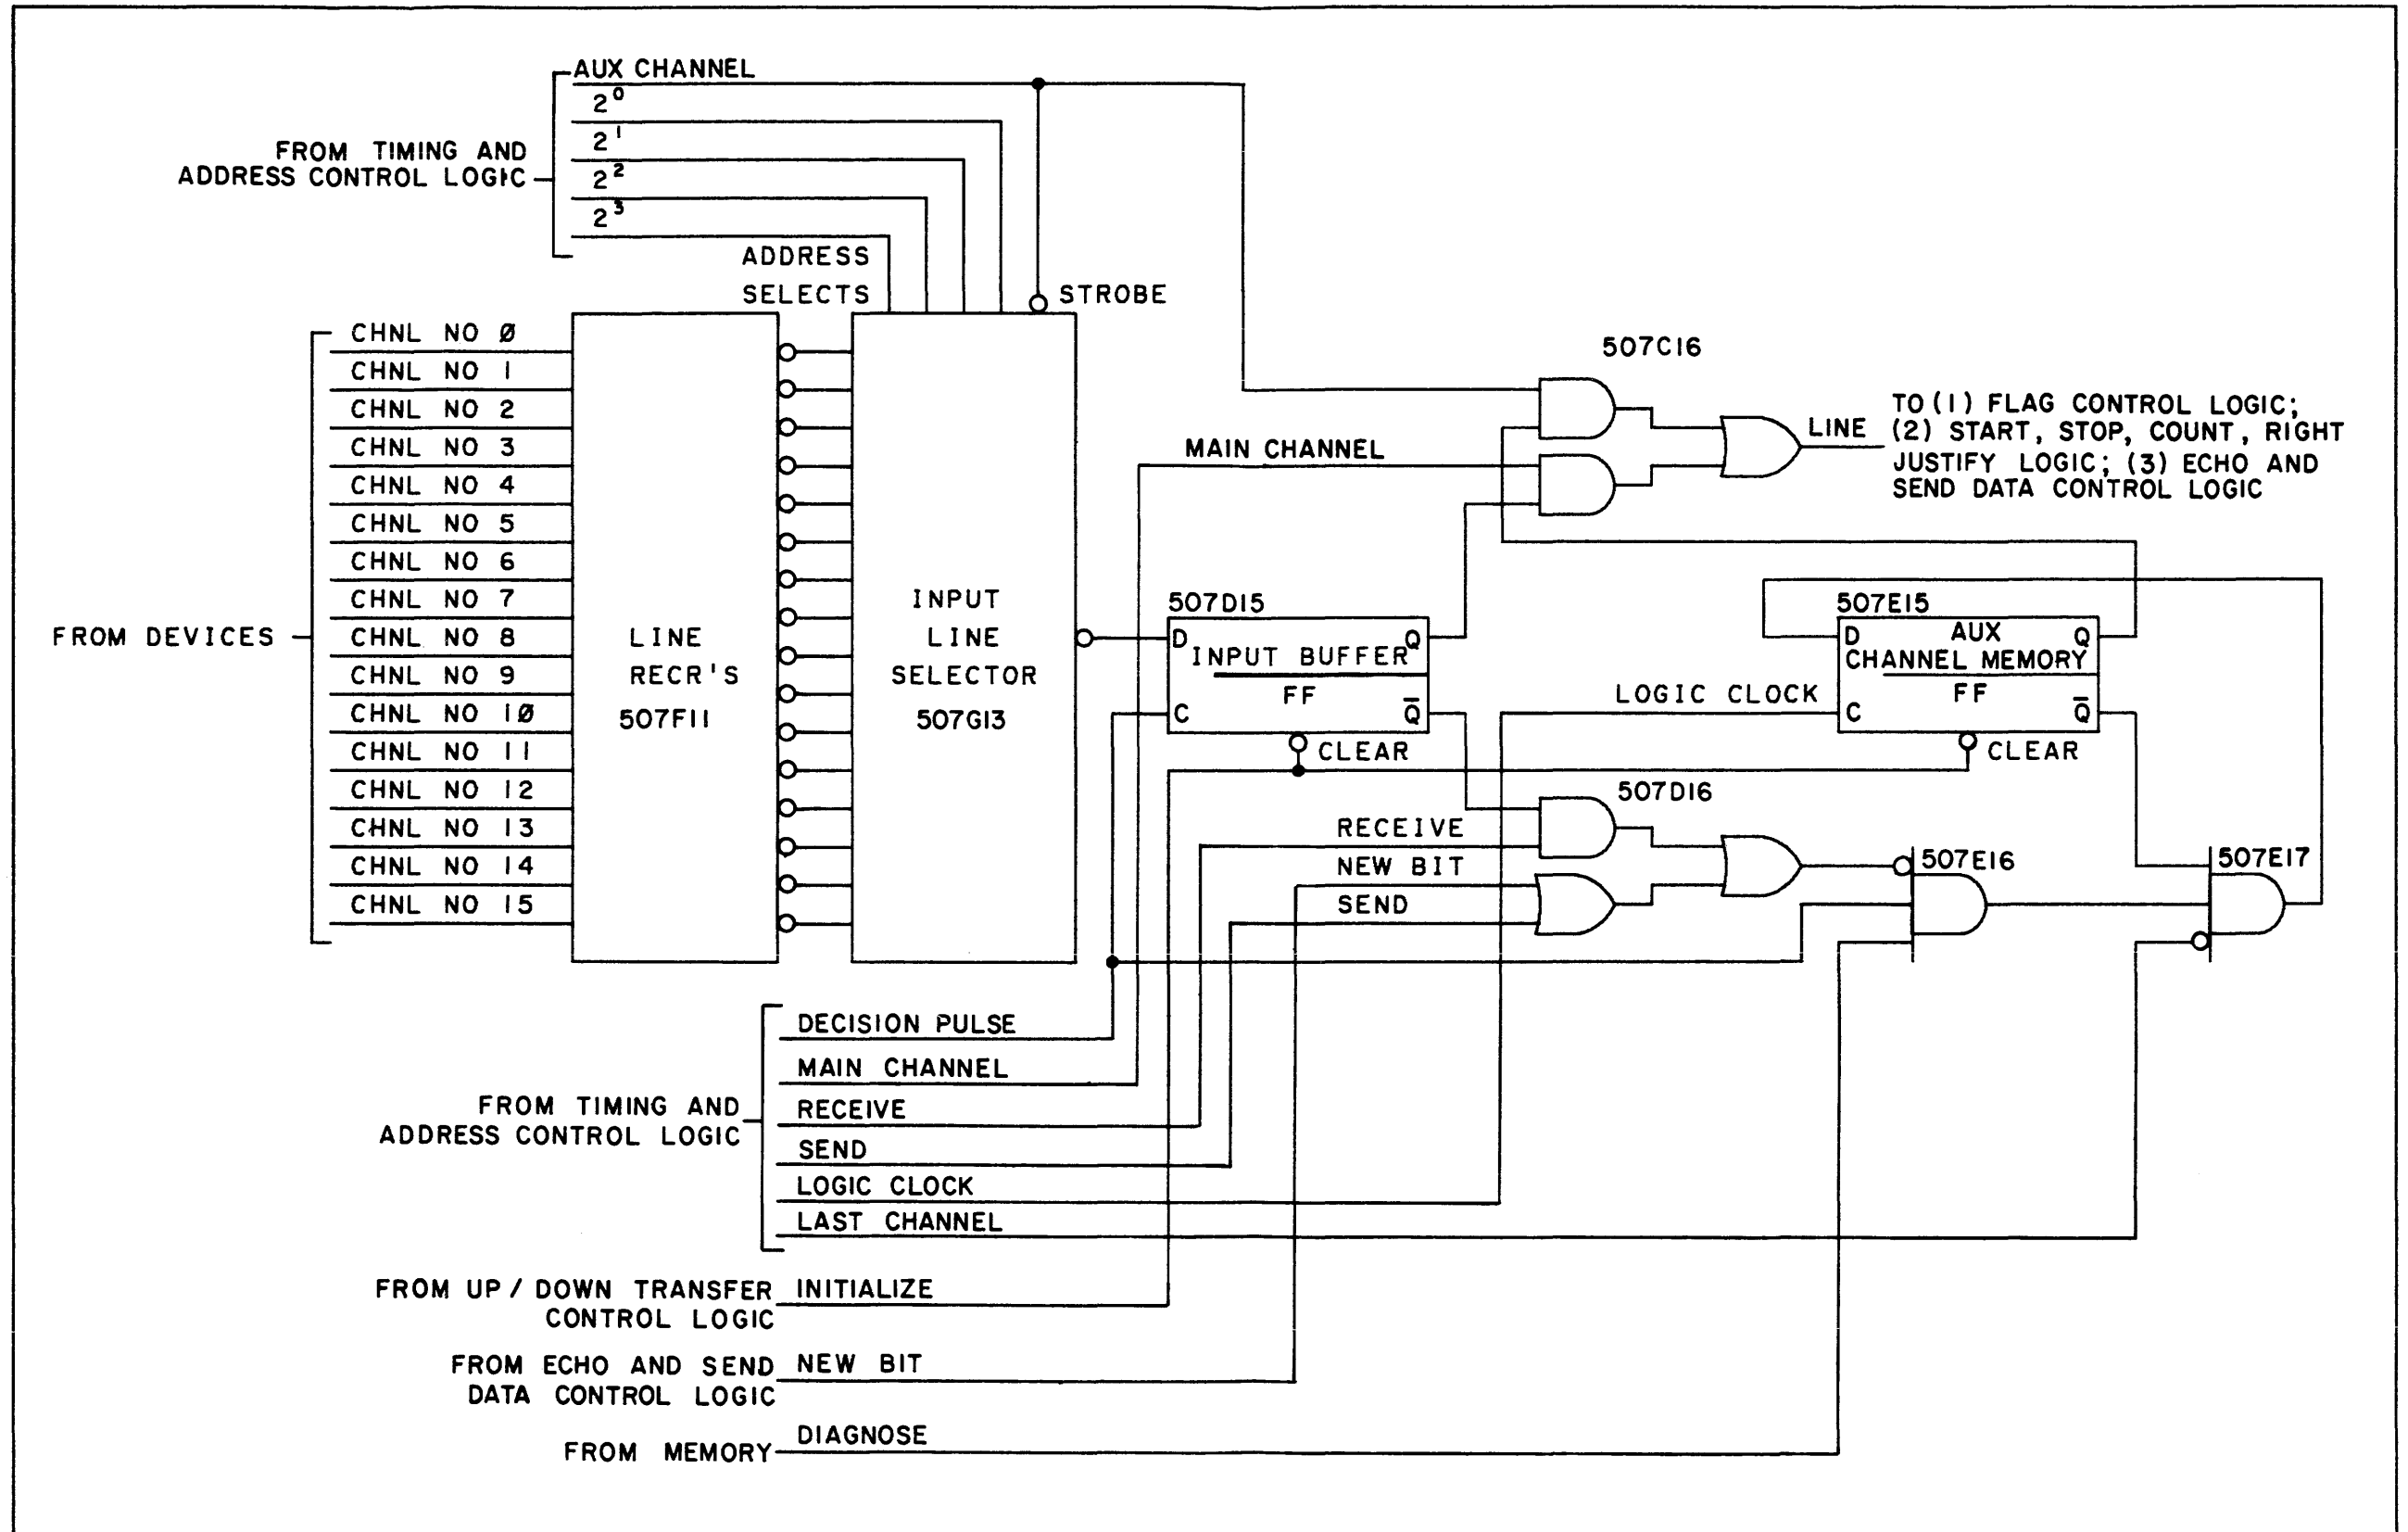 AUX CHANNEL
2⁰
2¹
2²
2³
FROM TIMING AND
ADDRESS CONTROL LOGIC
ADDRESS
SELECTS
STROBE
CHNL NO Ø
CHNL NO 1
CHNL NO 2
CHNL NO 3
CHNL NO 4
CHNL NO 5
CHNL NO 6
CHNL NO 7
CHNL NO 8
CHNL NO 9
CHNL NO 1Ø
CHNL NO 11
CHNL NO 12
CHNL NO 13
CHNL NO 14
CHNL NO 15
FROM DEVICES
LINE
RECR'S
507F11
INPUT
LINE
SELECTOR
507G13
507C16
MAIN CHANNEL
LINE
TO (1) FLAG CONTROL LOGIC;
(2) START, STOP, COUNT, RIGHT
JUSTIFY LOGIC; (3) ECHO AND
SEND DATA CONTROL LOGIC
507D15
D Q
INPUT BUFFER
FF
C Q̅
CLEAR
507E15
D AUX Q
CHANNEL MEMORY
FF
LOGIC CLOCK
C Q̅
CLEAR
507D16
RECEIVE
NEW BIT
SEND
507E16
507E17
FROM TIMING AND
ADDRESS CONTROL LOGIC
DECISION PULSE
MAIN CHANNEL
RECEIVE
SEND
LOGIC CLOCK
LAST CHANNEL
FROM UP / DOWN TRANSFER
CONTROL LOGIC
INITIALIZE
FROM ECHO AND SEND
DATA CONTROL LOGIC
NEW BIT
FROM MEMORY
DIAGNOSE